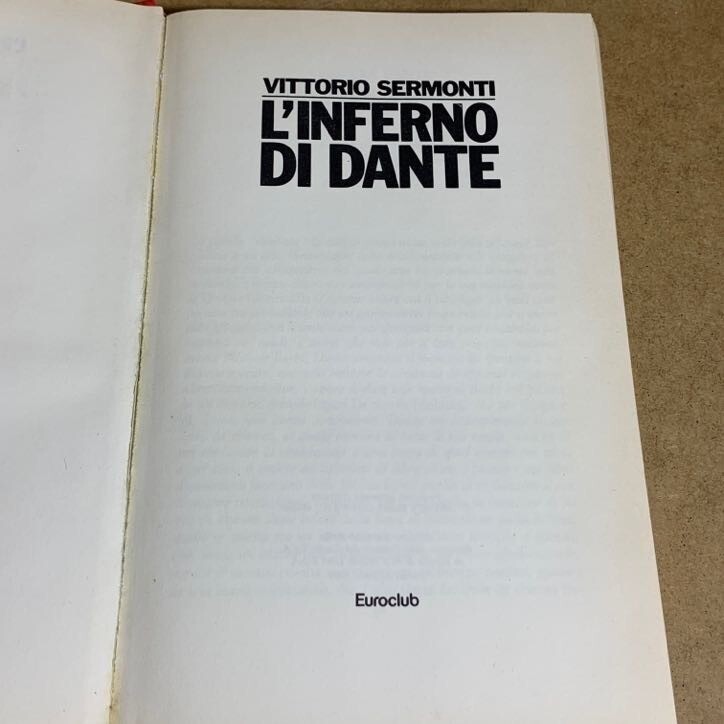 VITTORIO SERMONTI
L'INFERNO
DI DANTE
Euroclub